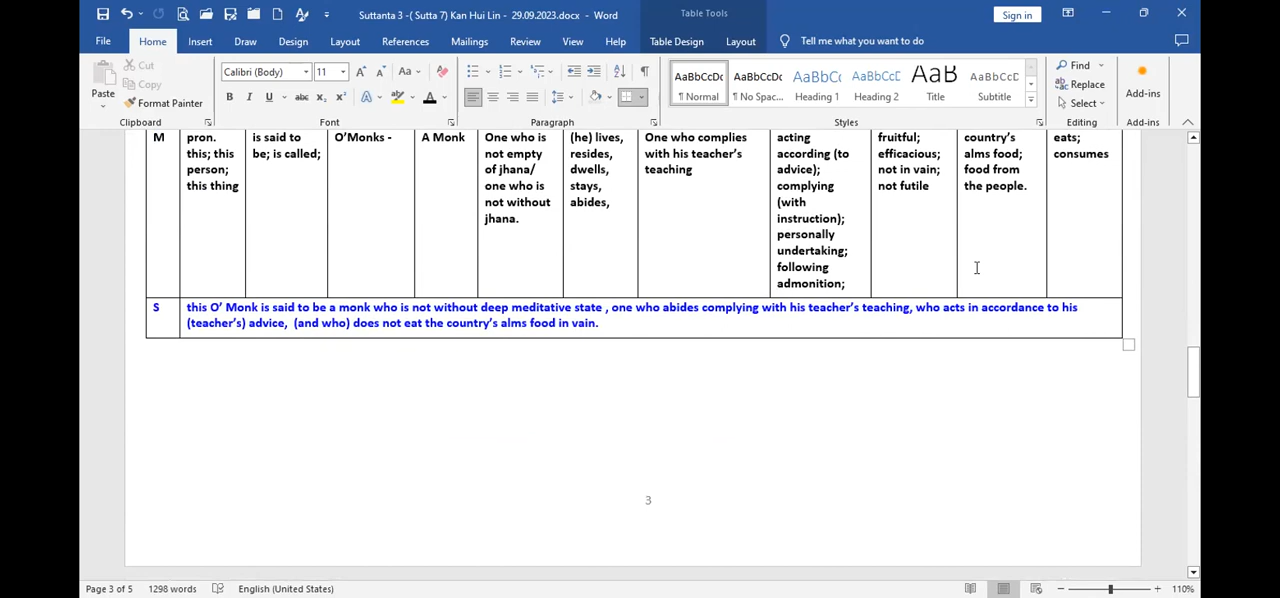 Suttanta 3 -( Sutta 7) Kan Hui Lin - 29.09.2023.docx - Word
Table Tools
Sign in
File Home Insert Draw Design Layout References Mailings Review View Help Table Design Layout Tell me what you want to do
Paste
Cut
Copy
Format Painter
Calibri (Body) 11
AaBbCcDc ¶ Normal
AaBbCcDc ¶ No Spac...
AaBbC Heading 1
AaBbCc Heading 2
AaB Title
AaBbCcD Subtitle
Find
Replace
Select
Add-ins
Clipboard Font Paragraph Styles Editing Add-ins
M
pron.
this; this
person;
this thing
is said to
be; is called;
O’Monks -
A Monk
One who is
not empty
of jhana/
one who is
not without
jhana.
(he) lives,
resides,
dwells,
stays,
abides,
One who complies
with his teacher’s
teaching
acting
according (to
advice);
complying
(with
instruction);
personally
undertaking;
following
admonition;
fruitful;
efficacious;
not in vain;
not futile
country’s
alms food;
food from
the people.
eats;
consumes
S
this O’ Monk is said to be a monk who is not without deep meditative state , one who abides complying with his teacher’s teaching, who acts in accordance to his
(teacher’s) advice, (and who) does not eat the country’s alms food in vain.
3
Page 3 of 5 1298 words English (United States) 110%